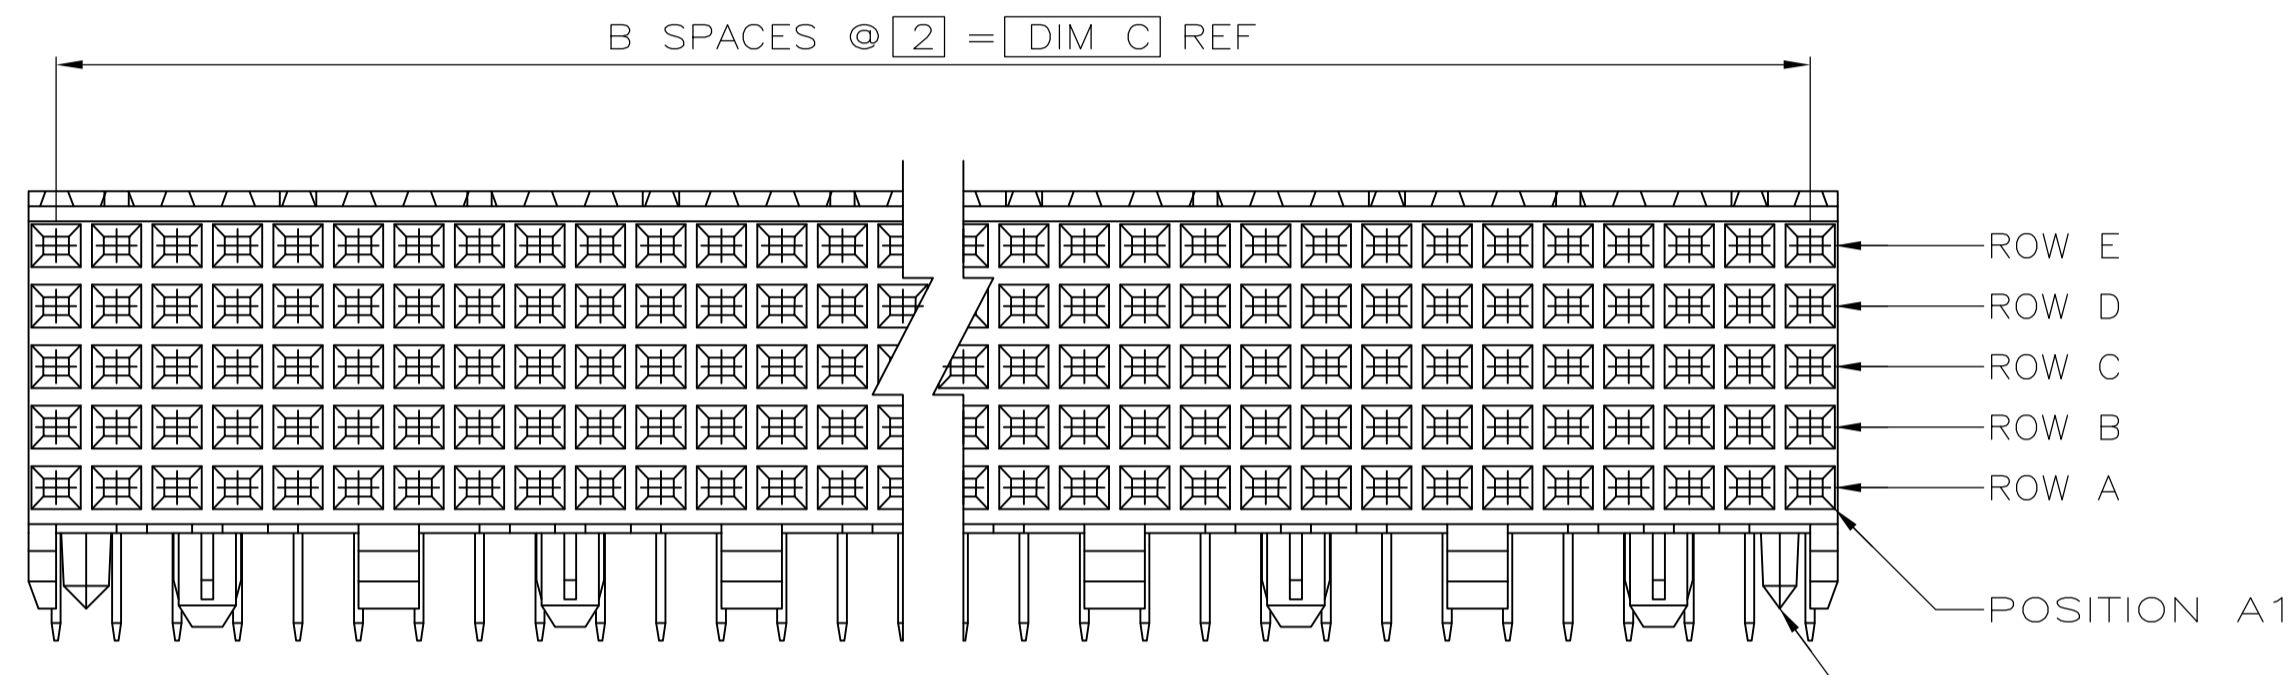 B SPACES @ 2 = DIM C REF
ROW E
ROW D
ROW C
ROW B
ROW A
POSITION A1